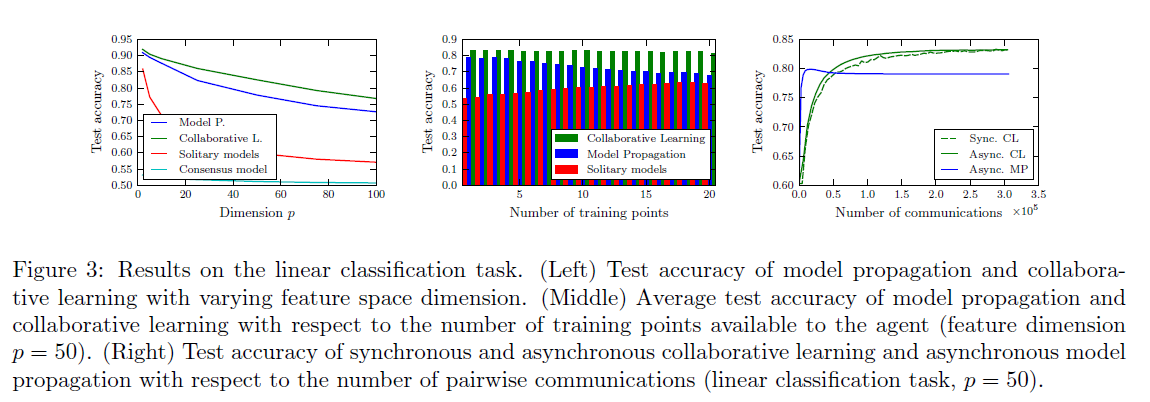 0.95
0.90
0.85
0.80
0.75
0.70
0.65
0.60
0.55
0.50
Test accuracy
Model P.
Collaborative L.
Solitary models
Consensus model
0 20 40 60 80 100
Dimension p
0.9
0.8
0.7
0.6
0.5
0.4
0.3
0.2
0.1
0.0
Test accuracy
Collaborative Learning
Model Propagation
Solitary models
5 10 15 20
Number of training points
0.85
0.80
0.75
0.70
0.65
0.60
Test accuracy
Sync. CL
Async. CL
Async. MP
0.0 0.5 1.0 1.5 2.0 2.5 3.0 3.5
Number of communications ×10⁵
Figure 3: Results on the linear classification task. (Left) Test accuracy of model propagation and collabora-
tive learning with varying feature space dimension. (Middle) Average test accuracy of model propagation and
collaborative learning with respect to the number of training points available to the agent (feature dimension
p = 50). (Right) Test accuracy of synchronous and asynchronous collaborative learning and asynchronous model
propagation with respect to the number of pairwise communications (linear classification task, p = 50).